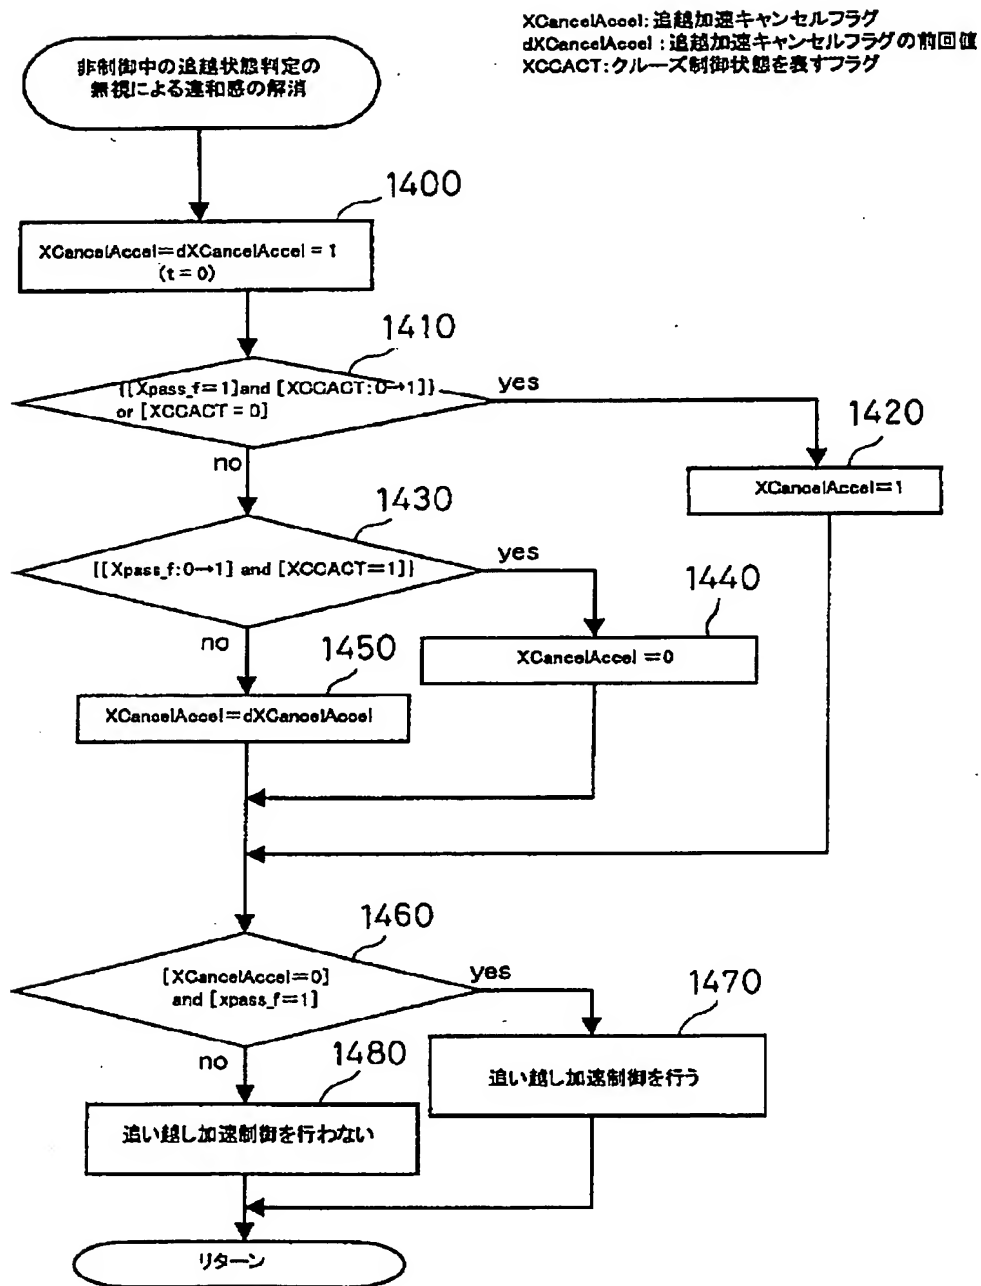 XCancelAccel: 追越加速キャンセルフラグ
dXCancelAccel : 追越加速キャンセルフラグの前回値
XCCACT: クルーズ制御状態を表すフラグ
非制御中の追越状態判定の
無視による違和感の解消
1400
XCancelAccel=dXCancelAccel = 1
(t = 0)
1410
{[Xpass_f=1]and [XCCACT:0→1]}
or [XCCACT = 0]
yes
1420
no
XCancelAccel=1
1430
{[Xpass_f:0→1] and [XCCACT=1]}
yes
1440
no
1450
XCancelAccel =0
XCancelAccel=dXCancelAccel
1460
[XCancelAccel=0]
and [xpass_f=1]
yes
1470
no
1480
追い越し加速制御を行う
追い越し加速制御を行わない
リターン